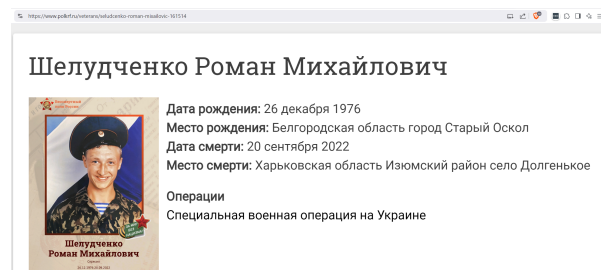 https://www.polkrf.ru/veterans/seludcenko-roman-mixailovic-161514
Шелудченко Роман Михайлович
Дата рождения: 26 декабря 1976
Место рождения: Белгородская область город Старый Оскол
Дата смерти: 20 сентября 2022
Место смерти: Харьковская область Изюмский район село Долгенькое
Операции
Специальная военная операция на Украине
Шелудченко
Роман Михайлович